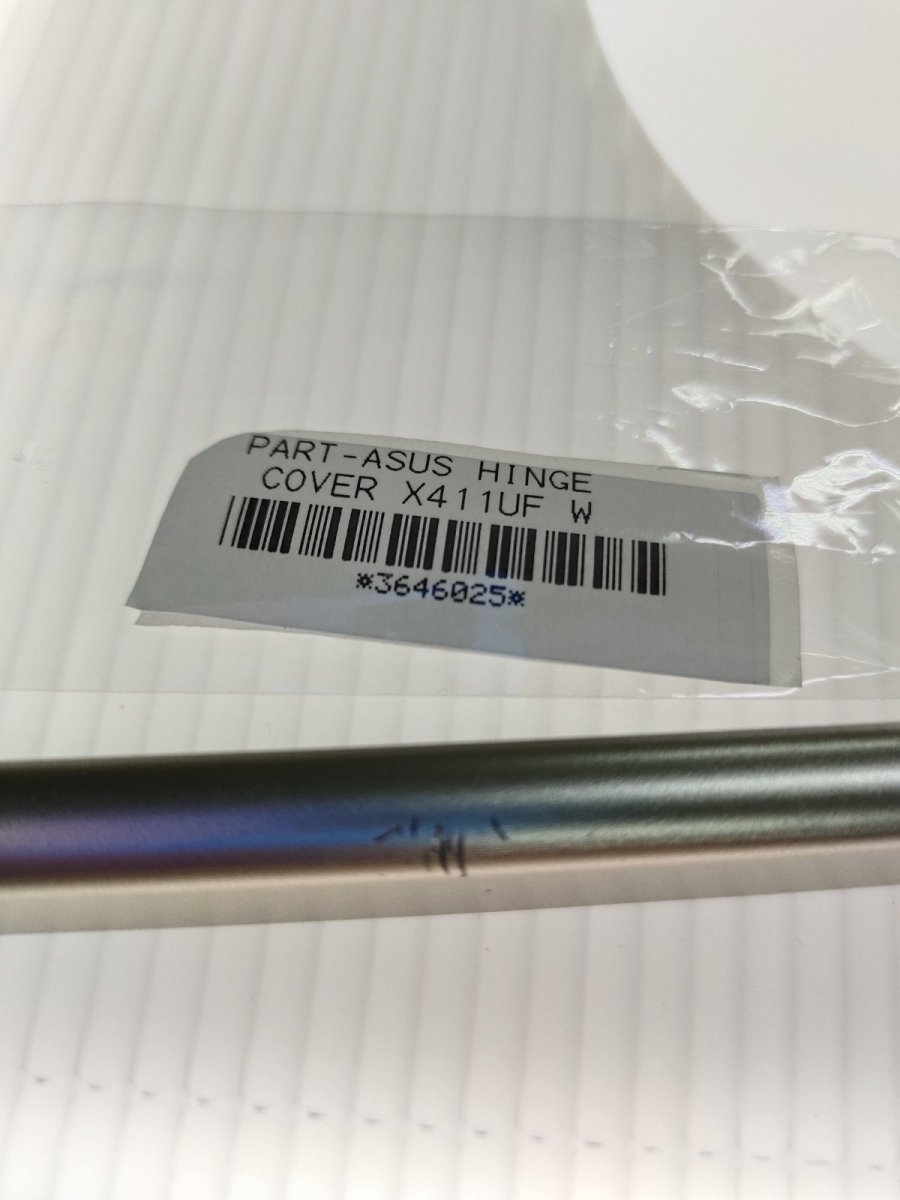 PART-ASUS HINGE
COVER X411UF W
*3646025*